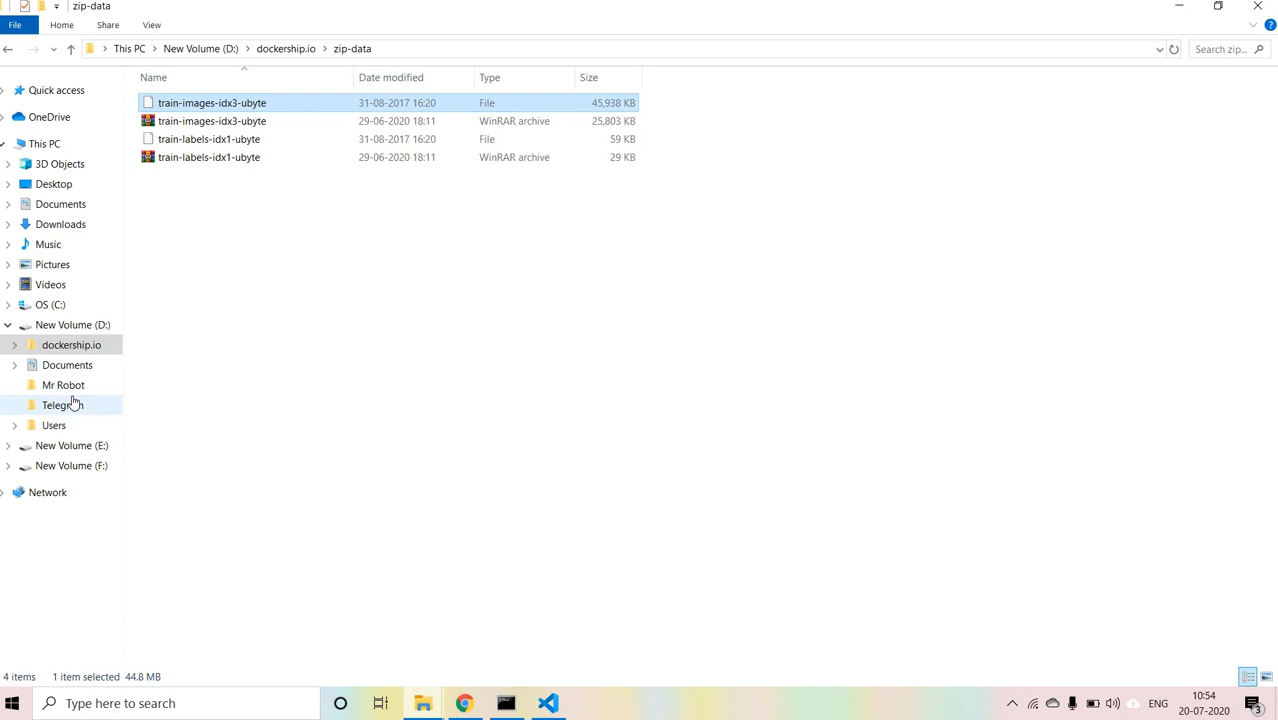 zip-data
File Home Share View
This PC New Volume (D:) dockership.io zip-data Search zip...
Name Date modified Type Size
train-images-idx3-ubyte 31-08-2017 16:20 File 45,938 KB
train-images-idx3-ubyte 29-06-2020 18:11 WinRAR archive 25,803 KB
train-labels-idx1-ubyte 31-08-2017 16:20 File 59 KB
train-labels-idx1-ubyte 29-06-2020 18:11 WinRAR archive 29 KB
Quick access
OneDrive
This PC
3D Objects
Desktop
Documents
Downloads
Music
Pictures
Videos
OS (C:)
New Volume (D:)
dockership.io
Documents
Mr Robot
Users
New Volume (E:)
New Volume (F:)
Network
4 items 1 item selected 44.8 MB
Type here to search
ENG
10:54
20-07-2020
3